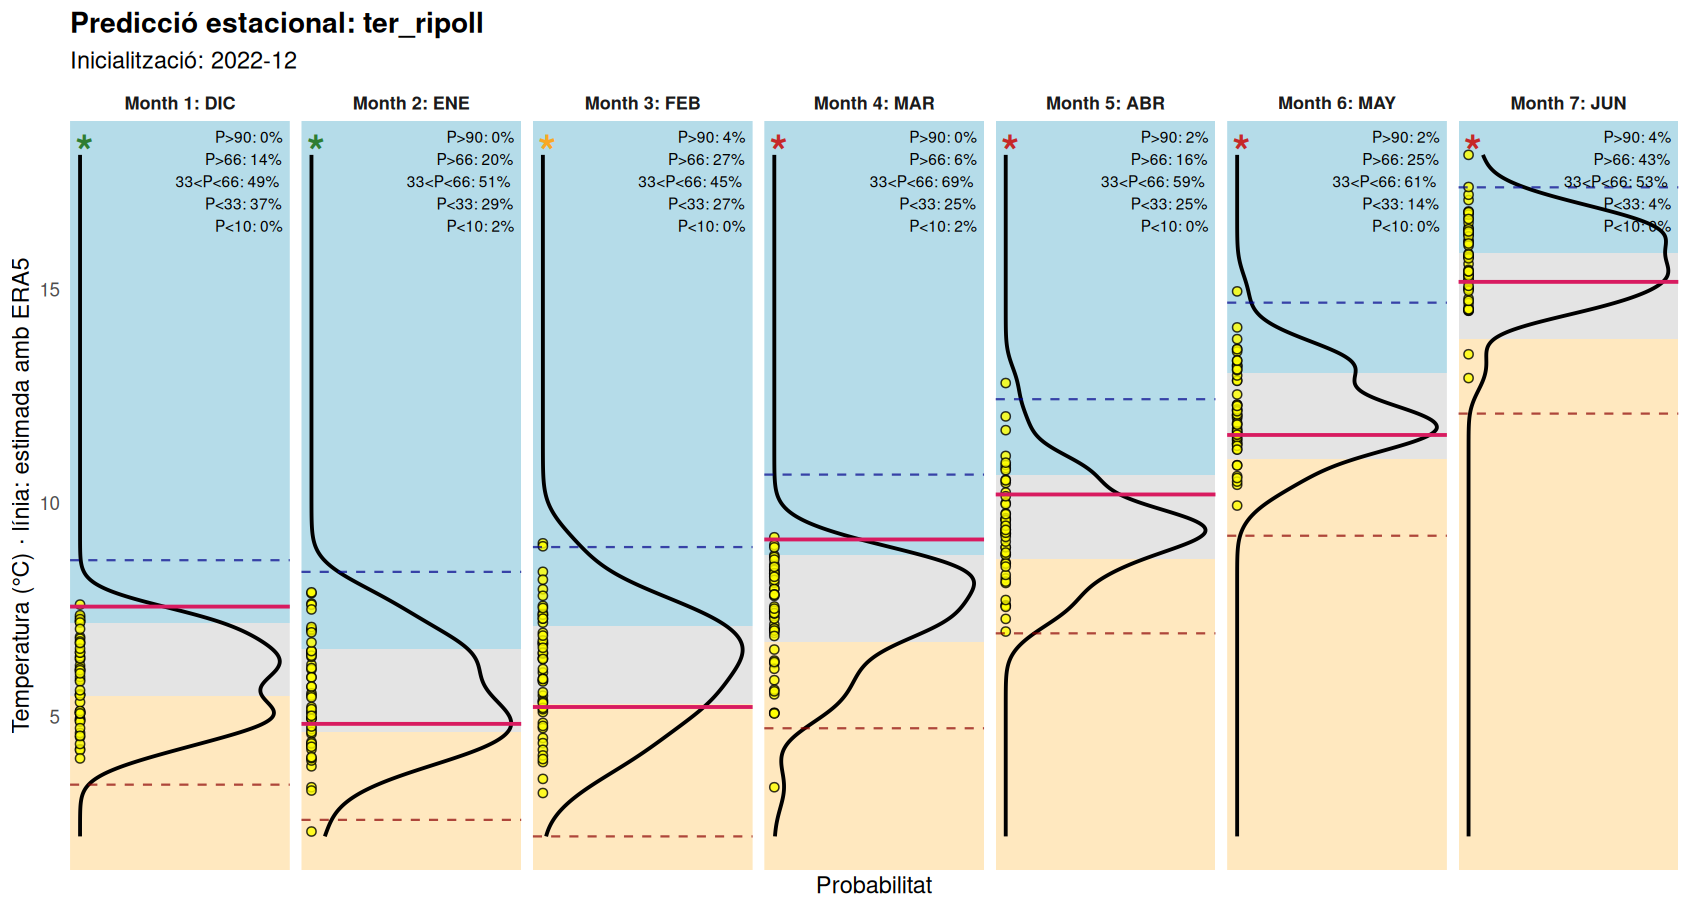 Predicció estacional: ter_ripoll
Inicialització: 2022-12
Month 1: DIC
Month 2: ENE
Month 3: FEB
Month 4: MAR
Month 5: ABR
Month 6: MAY
Month 7: JUN
P>90: 0%
P>66: 14%
33<P<66: 49%
P<33: 37%
P<10: 0%
P>90: 0%
P>66: 20%
33<P<66: 51%
P<33: 29%
P<10: 2%
P>90: 4%
P>66: 27%
33<P<66: 45%
P<33: 27%
P<10: 0%
P>90: 0%
P>66: 6%
33<P<66: 69%
P<33: 25%
P<10: 2%
P>90: 2%
P>66: 16%
33<P<66: 59%
P<33: 25%
P<10: 0%
P>90: 2%
P>66: 25%
33<P<66: 61%
P<33: 14%
P<10: 0%
P>90: 4%
P>66: 43%
33<P<66: 53%
P<33: 4%
P<10: 0%
Temperatura (°C) · línia: estimada amb ERA5
15
10
5
Probabilitat